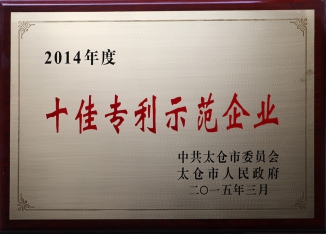 2014年度
十佳专利示范企业
中共太仓市委员会
太仓市人民政府
二〇一五年三月